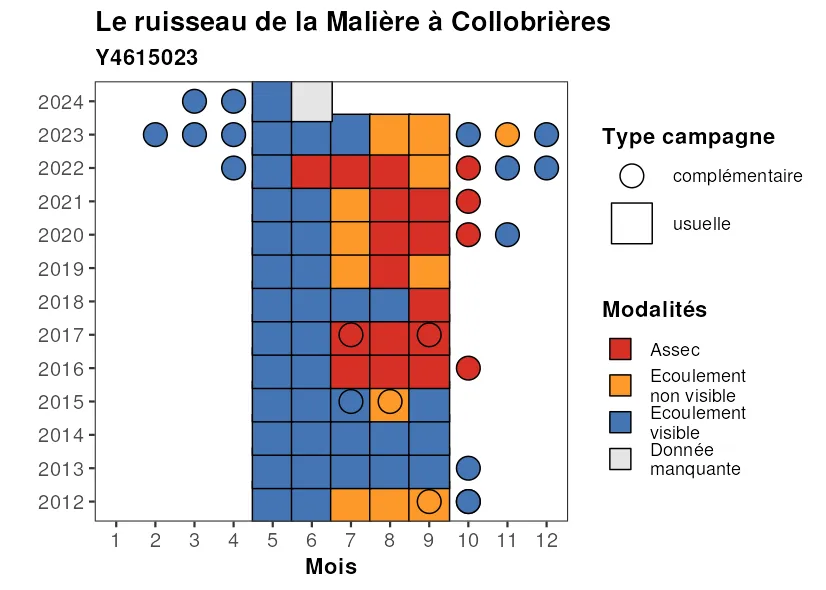 Le ruisseau de la Malière à Collobrières
Y4615023
2024
2023
2022
2021
2020
2019
2018
2017
2016
2015
2014
2013
2012
1 2 3 4 5 6 7 8 9 10 11 12
Mois
Type campagne
complémentaire
usuelle
Modalités
Assec
Ecoulement
non visible
Ecoulement
visible
Donnée
manquante